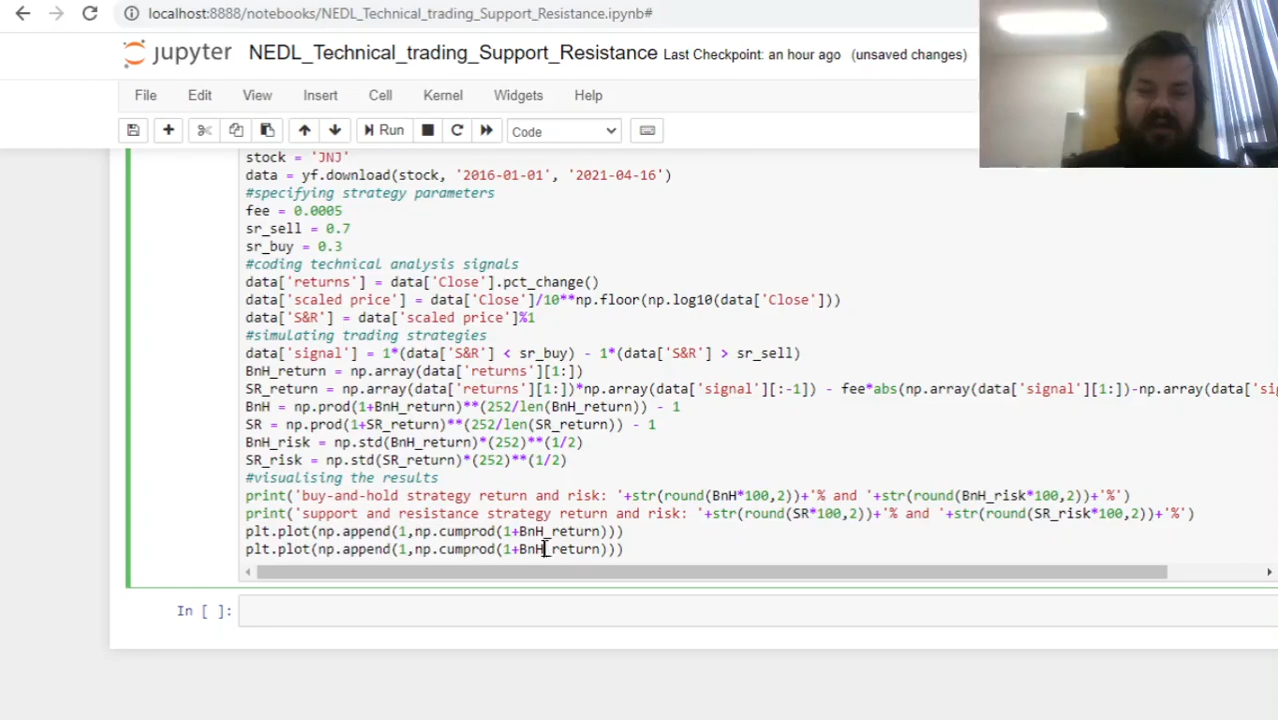 localhost:8888/notebooks/NEDL_Technical_trading_Support_Resistance.ipynb#
jupyter NEDL_Technical_trading_Support_Resistance Last Checkpoint: an hour ago (unsaved changes)
File Edit View Insert Cell Kernel Widgets Help
Run Code
stock = 'JNJ'
data = yf.download(stock, '2016-01-01', '2021-04-16')
#specifying strategy parameters
fee = 0.0005
sr_sell = 0.7
sr_buy = 0.3
#coding technical analysis signals
data['returns'] = data['Close'].pct_change()
data['scaled price'] = data['Close']/10**np.floor(np.log10(data['Close']))
data['S&R'] = data['scaled price']%1
#simulating trading strategies
data['signal'] = 1*(data['S&R'] < sr_buy) - 1*(data['S&R'] > sr_sell)
BnH_return = np.array(data['returns'][1:])
SR_return = np.array(data['returns'][1:])*np.array(data['signal'][:-1]) - fee*abs(np.array(data['signal'][1:])-np.array(data['sig
BnH = np.prod(1+BnH_return)**(252/len(BnH_return)) - 1
SR = np.prod(1+SR_return)**(252/len(SR_return)) - 1
BnH_risk = np.std(BnH_return)*(252)**(1/2)
SR_risk = np.std(SR_return)*(252)**(1/2)
#visualising the results
print('buy-and-hold strategy return and risk: '+str(round(BnH*100,2))+'% and '+str(round(BnH_risk*100,2))+'%')
print('support and resistance strategy return and risk: '+str(round(SR*100,2))+'% and '+str(round(SR_risk*100,2))+'%')
plt.plot(np.append(1,np.cumprod(1+BnH_return)))
plt.plot(np.append(1,np.cumprod(1+BnH_return)))
In [ ]: